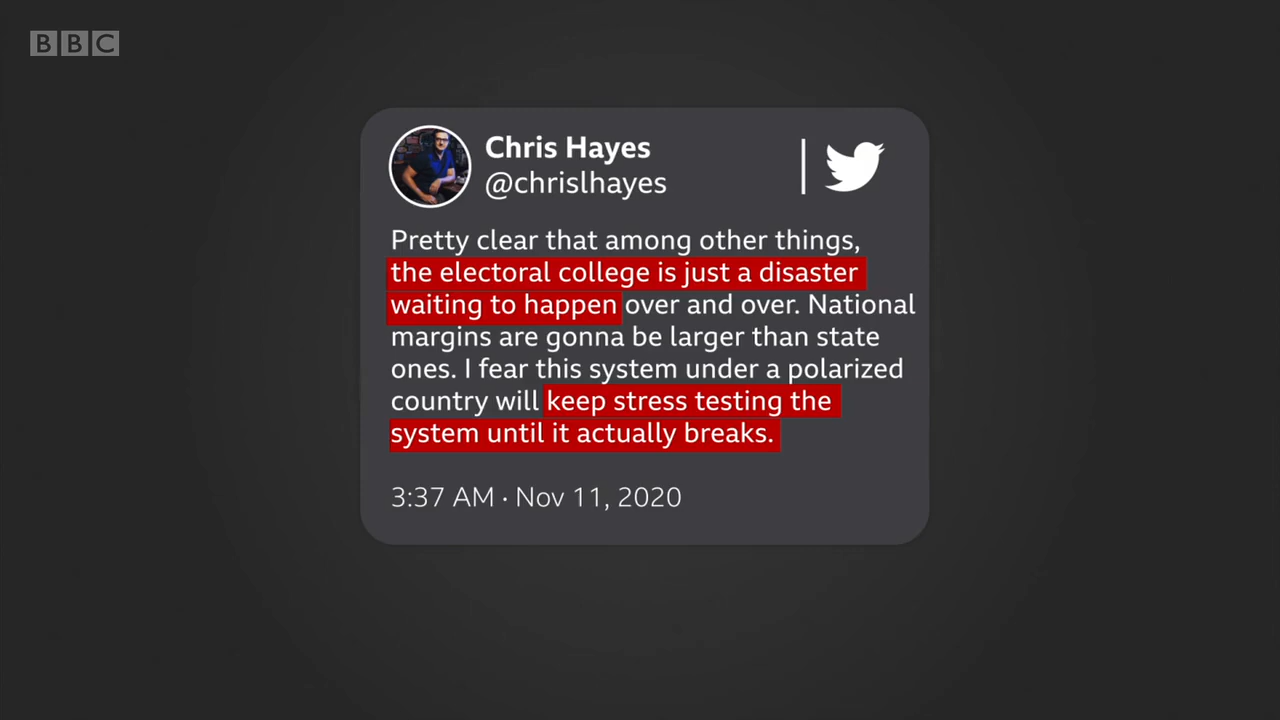 BBC
Chris Hayes
@chrislhayes
Pretty clear that among other things,
the electoral college is just a disaster
waiting to happen over and over. National
margins are gonna be larger than state
ones. I fear this system under a polarized
country will keep stress testing the
system until it actually breaks.
3:37 AM · Nov 11, 2020